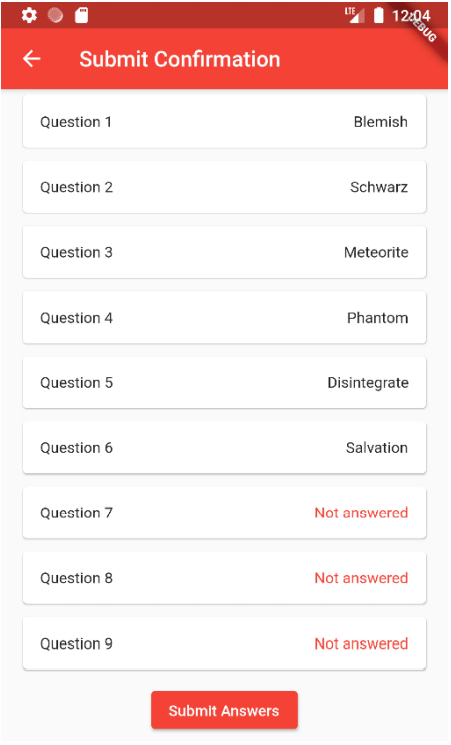 LTE 12:04
DEBUG
Submit Confirmation
Question 1 Blemish
Question 2 Schwarz
Question 3 Meteorite
Question 4 Phantom
Question 5 Disintegrate
Question 6 Salvation
Question 7 Not answered
Question 8 Not answered
Question 9 Not answered
Submit Answers